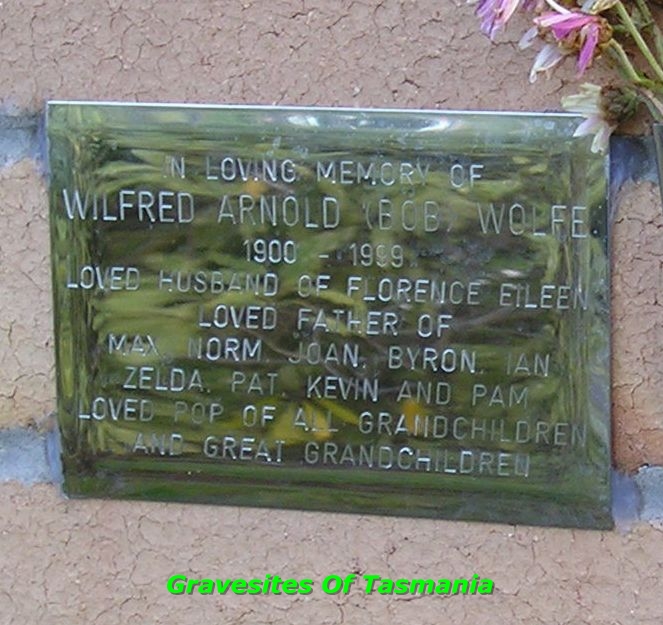 IN LOVING MEMORY OF
WILFRED ARNOLD (BOB) WOLFE
1900 - 1999
LOVED HUSBAND OF FLORENCE EILEEN
LOVED FATHER OF
MAX, NORM, JOAN, BYRON, IAN
ZELDA, PAT, KEVIN AND PAM
LOVED POP OF ALL GRANDCHILDREN
AND GREAT GRANDCHILDREN
Gravesites Of Tasmania